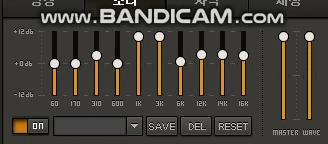 www.BANDICAM.com
+12db
+0db
-12db
60 170 310 600 1K 3K 6K 12K 14K 16K
MASTER WAVE
ON SAVE DEL RESET